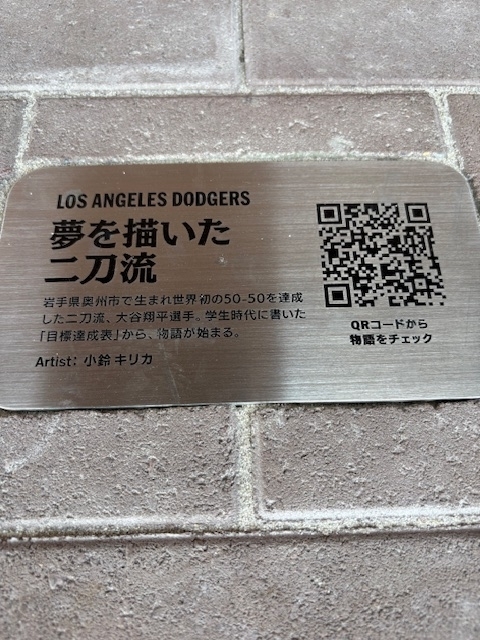 LOS ANGELES DODGERS
夢を描いた
二刀流
岩手県奥州市で生まれ世界初の50-50を達成
した二刀流、大谷翔平選手。学生時代に書いた
「目標達成表」から、物語が始まる。
Artist: 小鈴 キリカ
QRコードから
物語をチェック